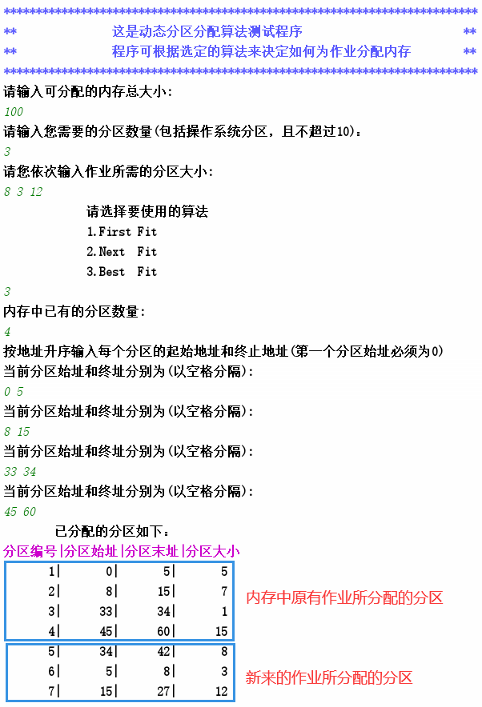 ******************************************************************************
** 这是动态分区分配算法测试程序 **
** 程序可根据选定的算法来决定如何为作业分配内存 **
******************************************************************************
请输入可分配的内存总大小:
100
请输入您需要的分区数量(包括操作系统分区，且不超过10)：
3
请您依次输入作业所需的分区大小:
8 3 12
请选择要使用的算法
1.First Fit
2.Next  Fit
3.Best  Fit
3
内存中已有的分区数量:
4
按地址升序输入每个分区的起始地址和终止地址(第一个分区始址必须为0)
当前分区始址和终址分别为(以空格分隔):
0 5
当前分区始址和终址分别为(以空格分隔):
8 15
当前分区始址和终址分别为(以空格分隔):
33 34
当前分区始址和终址分别为(以空格分隔):
45 60
已分配的分区如下：
分区编号|分区始址|分区末址|分区大小
1| 0| 5| 5
2| 8| 15| 7
3| 33| 34| 1
4| 45| 60| 15
内存中原有作业所分配的分区
5| 34| 42| 8
6| 5| 8| 3
7| 15| 27| 12
新来的作业所分配的分区